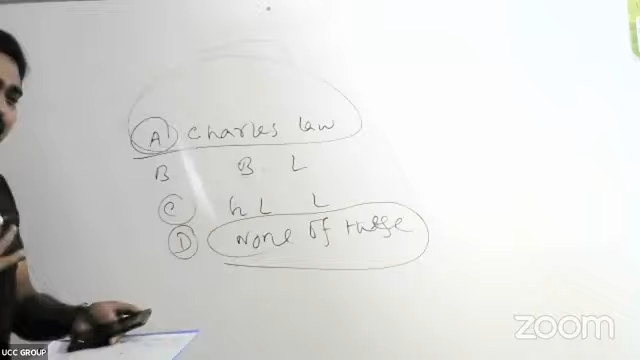 A Charles law
B B L
C h L L
D None of these
zoom
UCC GROUP